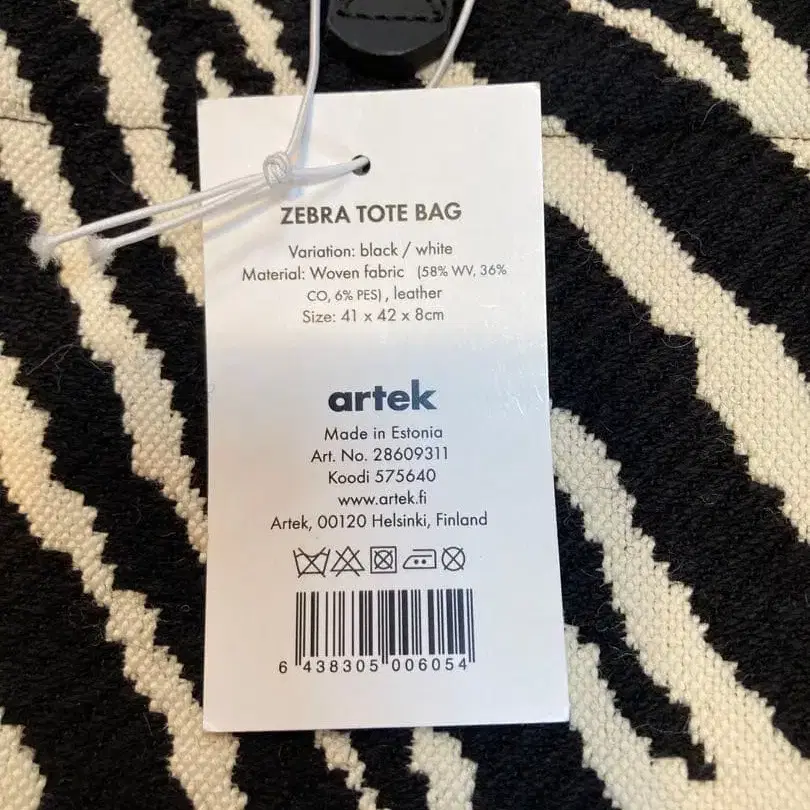 ZEBRA TOTE BAG
Variation: black / white
Material: Woven fabric (58% WV, 36%
CO, 6% PES) , leather
Size: 41 x 42 x 8cm
artek
Made in Estonia
Art. No. 28609311
Koodi 575640
www.artek.fi
Artek, 00120 Helsinki, Finland
6 438305 006054